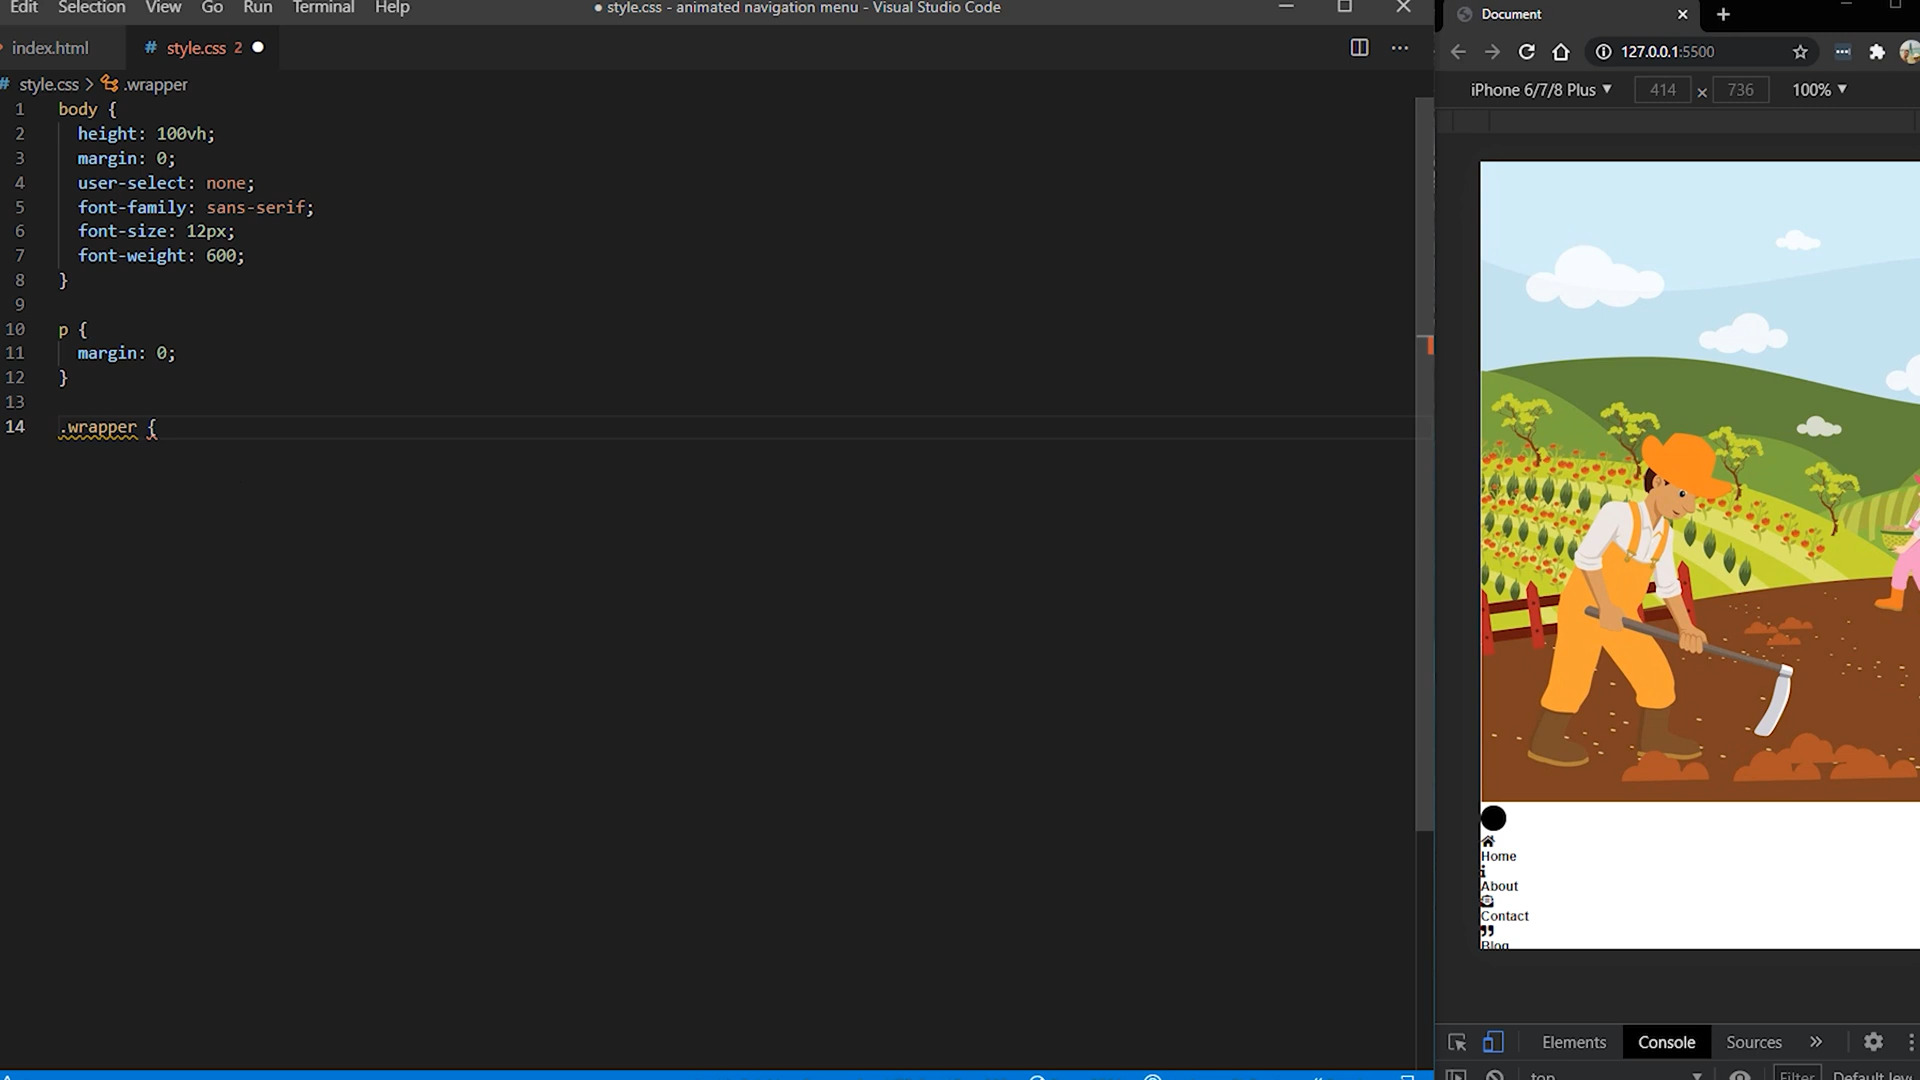 Edit Selection View Go Run Terminal Help
● style.css - animated navigation menu - Visual Studio Code
index.html
# style.css 2 ●
# style.css > .wrapper
1 body {
2 height: 100vh;
3 margin: 0;
4 user-select: none;
5 font-family: sans-serif;
6 font-size: 12px;
7 font-weight: 600;
8 }
9
10 p {
11 margin: 0;
12 }
13
14 .wrapper {
Document
127.0.0.1:5500
iPhone 6/7/8 Plus ▼ 414 × 736 100% ▼
Home
About
Contact
Blog
Elements Console Sources »
top Filter Default